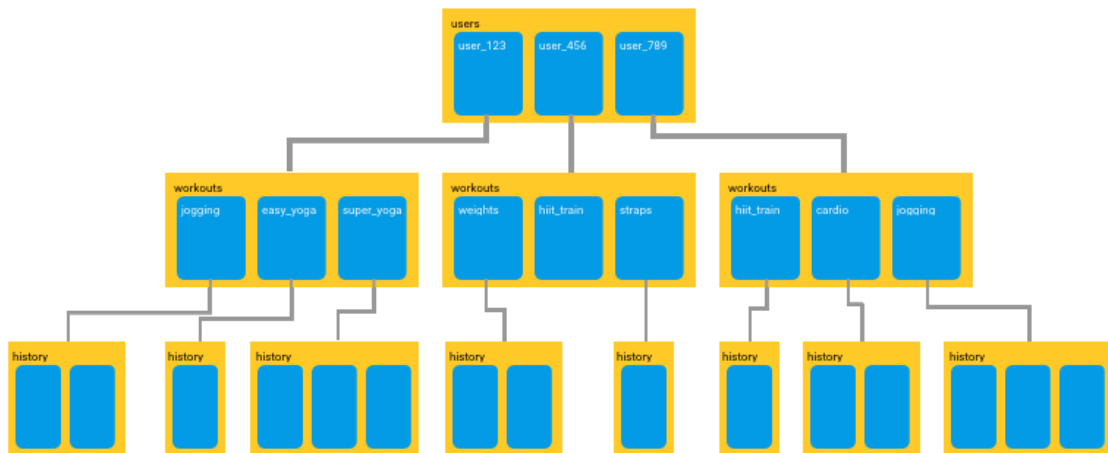 users
user_123
user_456
user_789
workouts
jogging
easy_yoga
super_yoga
workouts
weights
hiit_train
straps
workouts
hiit_train
cardio
jogging
history
history
history
history
history
history
history
history